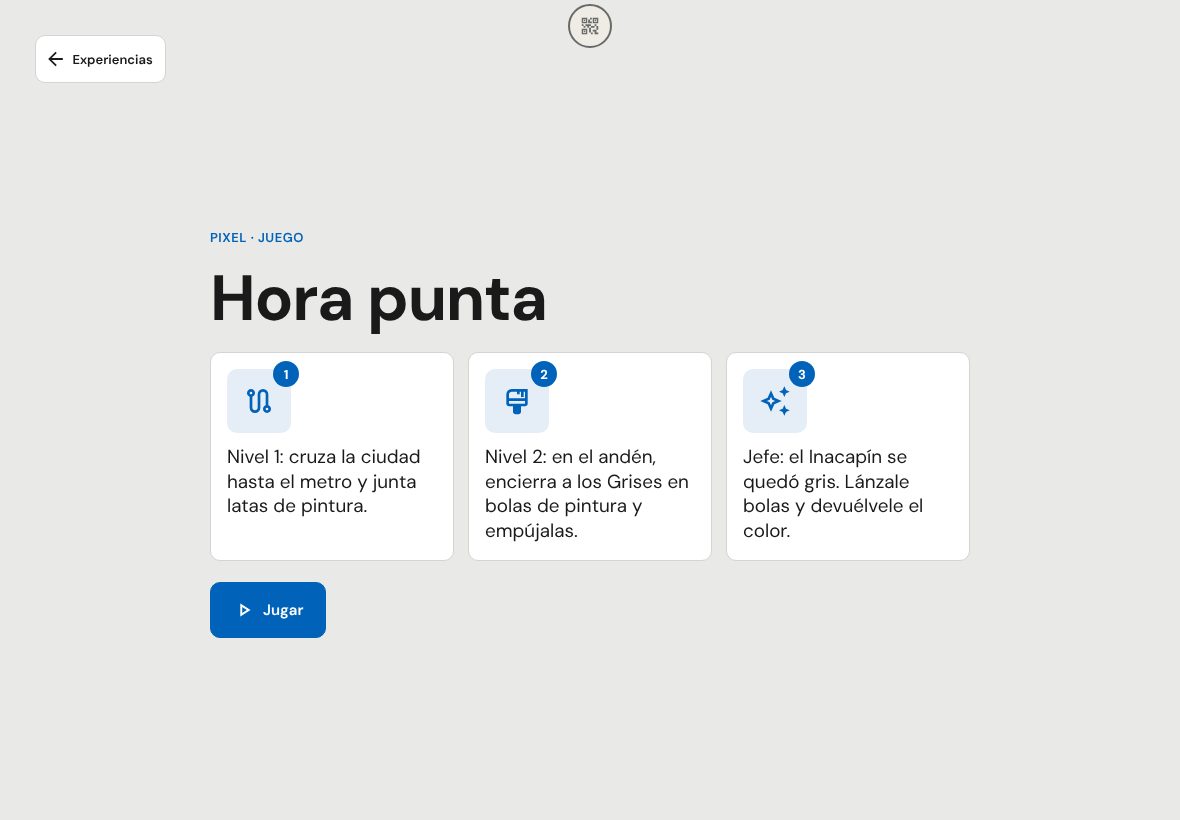 Experiencias
PIXEL · JUEGO
Hora punta
1
Nivel 1: cruza la ciudad
hasta el metro y junta
latas de pintura.
2
Nivel 2: en el andén,
encierra a los Grises en
bolas de pintura y
empújalas.
3
Jefe: el Inacapín se
quedó gris. Lánzale
bolas y devuélvele el
color.
Jugar